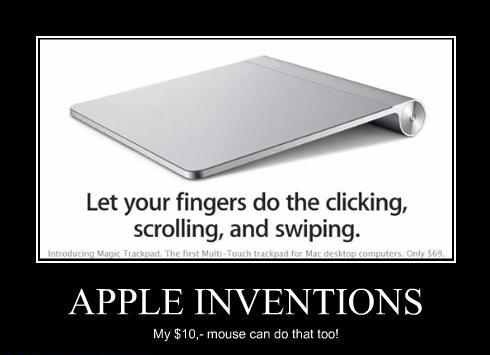 Let your fingers do the clicking,
scrolling, and swiping.
Introducing Magic Trackpad. The first Multi-Touch trackpad for Mac desktop computers. Only $69.
APPLE INVENTIONS
My $10,- mouse can do that too!